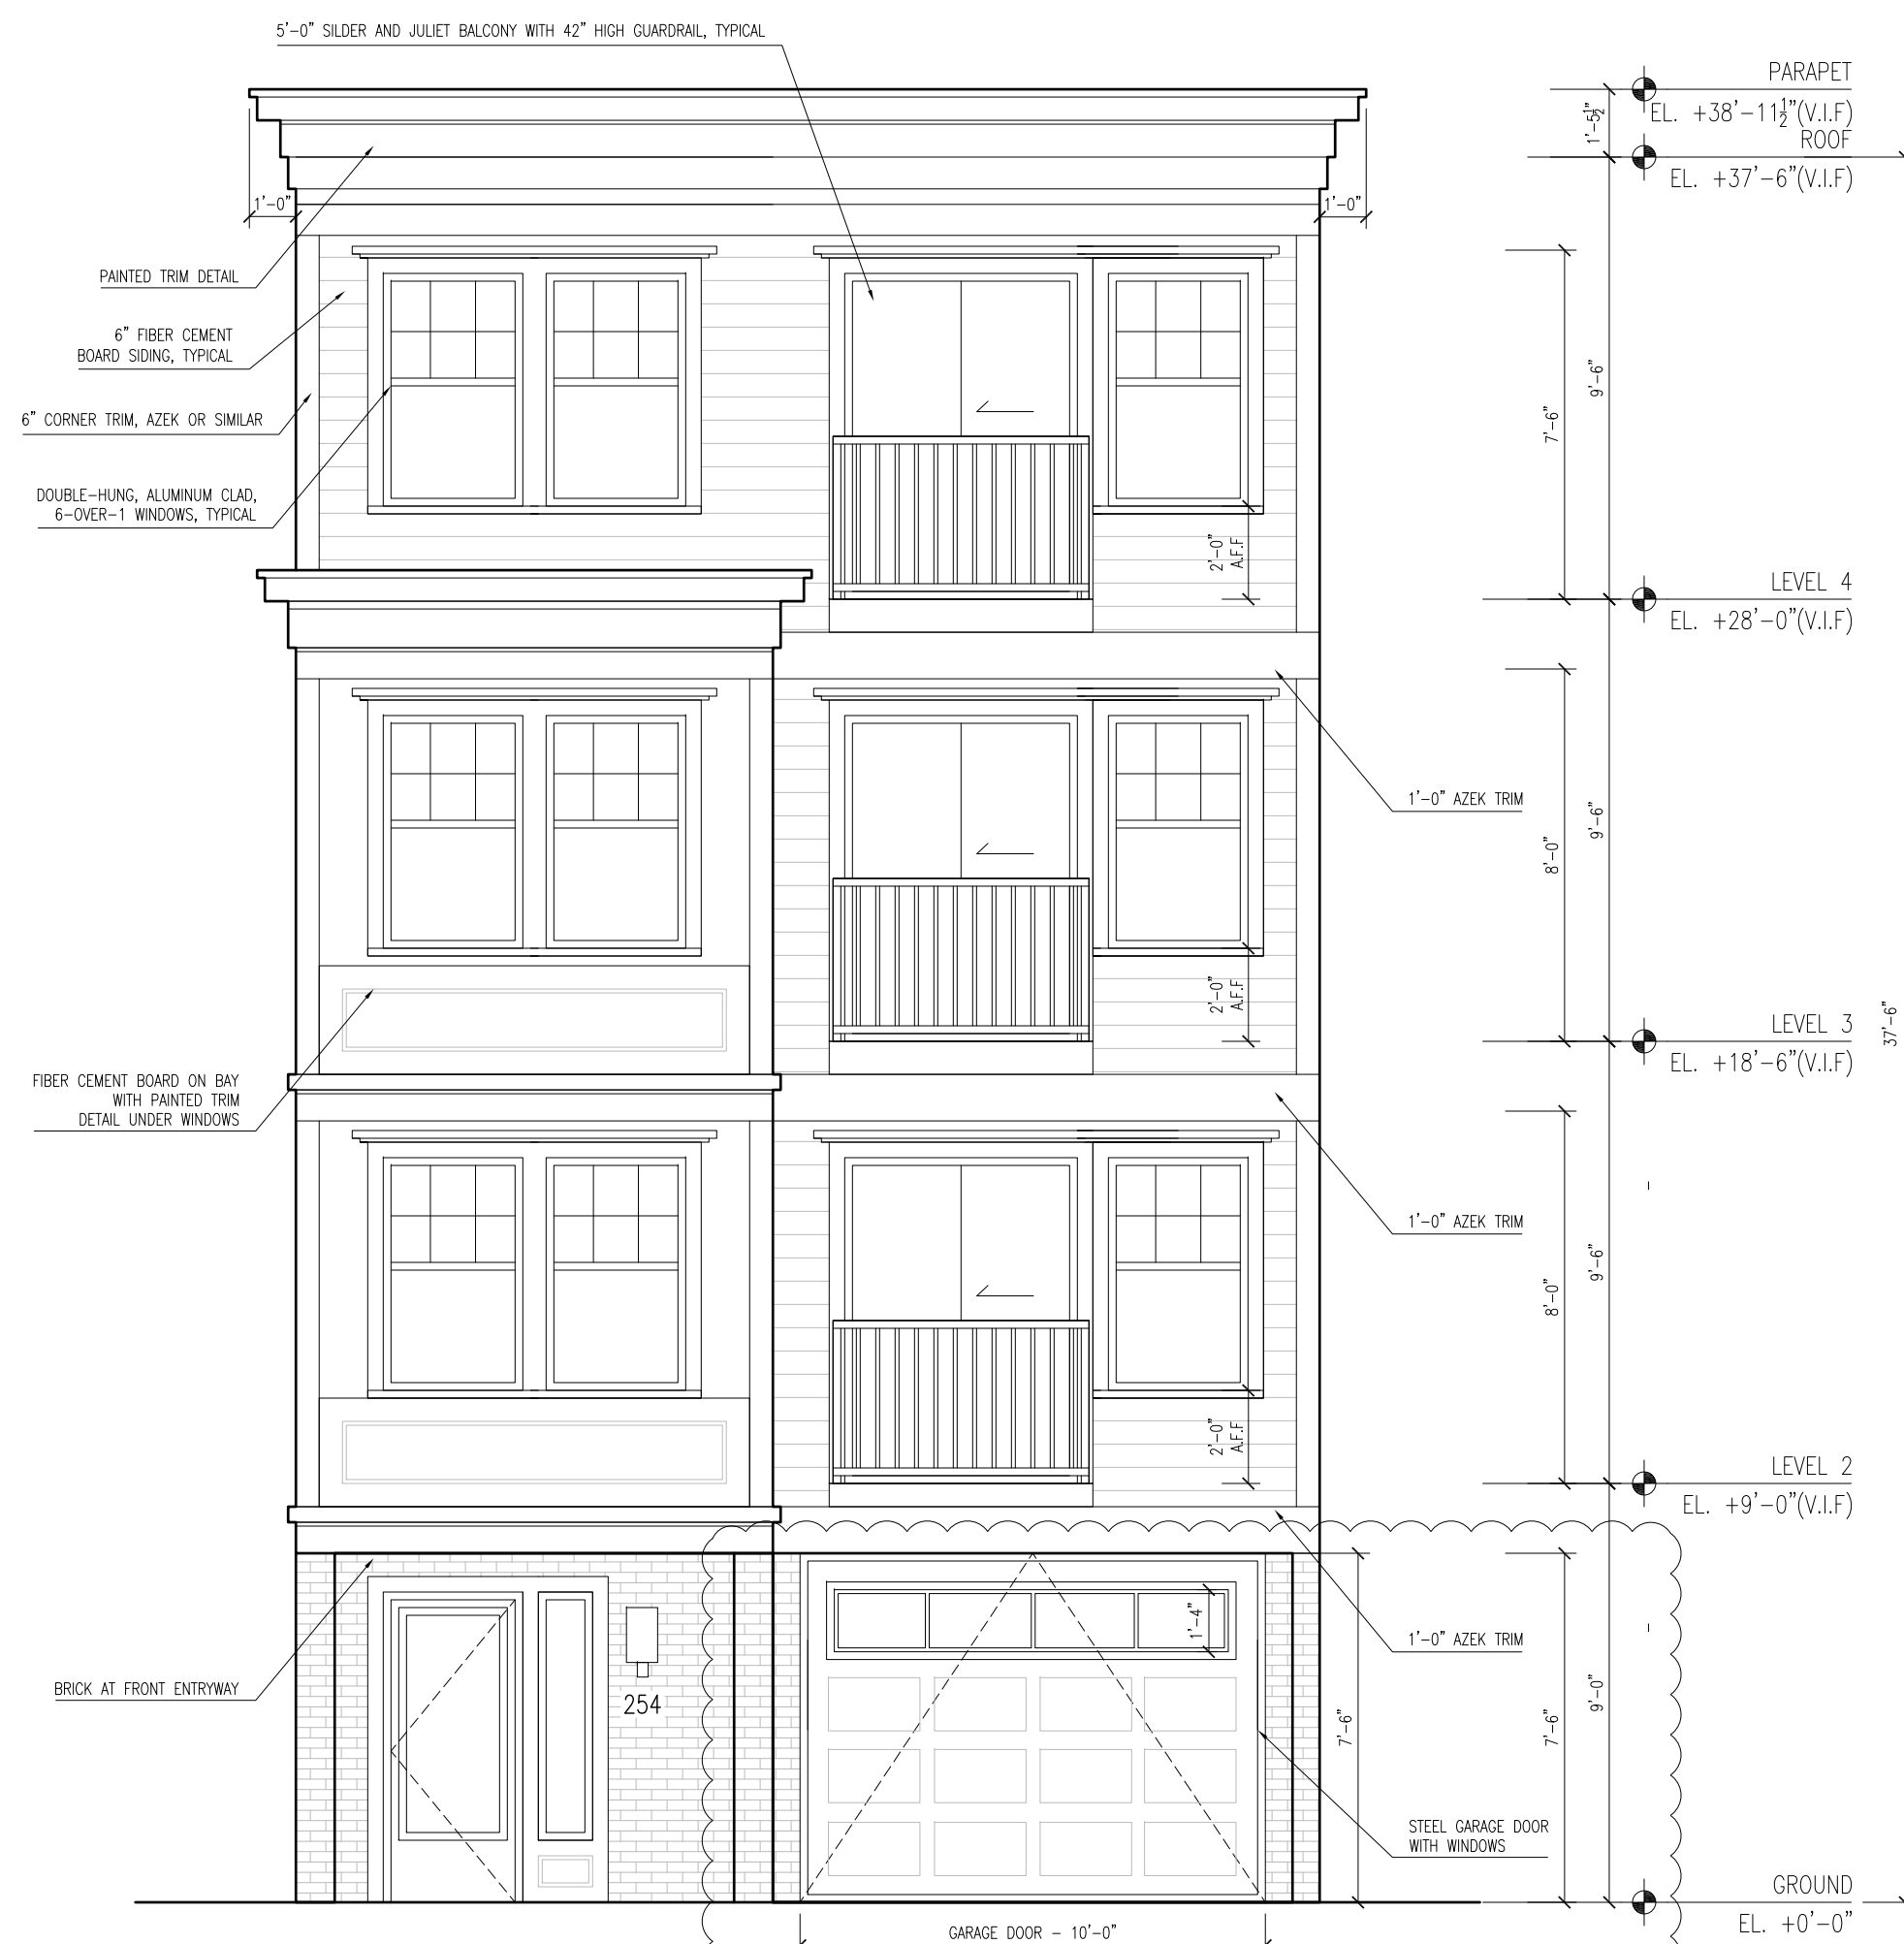 5'-0" SILDER AND JULIET BALCONY WITH 42" HIGH GUARDRAIL, TYPICAL
PARAPET
EL. +38'-11½"(V.I.F)
1'-5½"
ROOF
EL. +37'-6"(V.I.F)
1'-0"
1'-0"
PAINTED TRIM DETAIL
6" FIBER CEMENT
BOARD SIDING, TYPICAL
6" CORNER TRIM, AZEK OR SIMILAR
DOUBLE-HUNG, ALUMINUM CLAD,
6-OVER-1 WINDOWS, TYPICAL
7'-6"
9'-6"
2'-0"
A.F.F
LEVEL 4
EL. +28'-0"(V.I.F)
1'-0" AZEK TRIM
8'-0"
9'-6"
2'-0"
A.F.F
LEVEL 3
EL. +18'-6"(V.I.F)
37'-6"
FIBER CEMENT BOARD ON BAY
WITH PAINTED TRIM
DETAIL UNDER WINDOWS
1'-0" AZEK TRIM
8'-0"
9'-6"
2'-0"
A.F.F
LEVEL 2
EL. +9'-0"(V.I.F)
1'-4"
1'-0" AZEK TRIM
BRICK AT FRONT ENTRYWAY
254
7'-6"
7'-6"
9'-0"
STEEL GARAGE DOOR
WITH WINDOWS
GROUND
EL. +0'-0"
GARAGE DOOR - 10'-0"